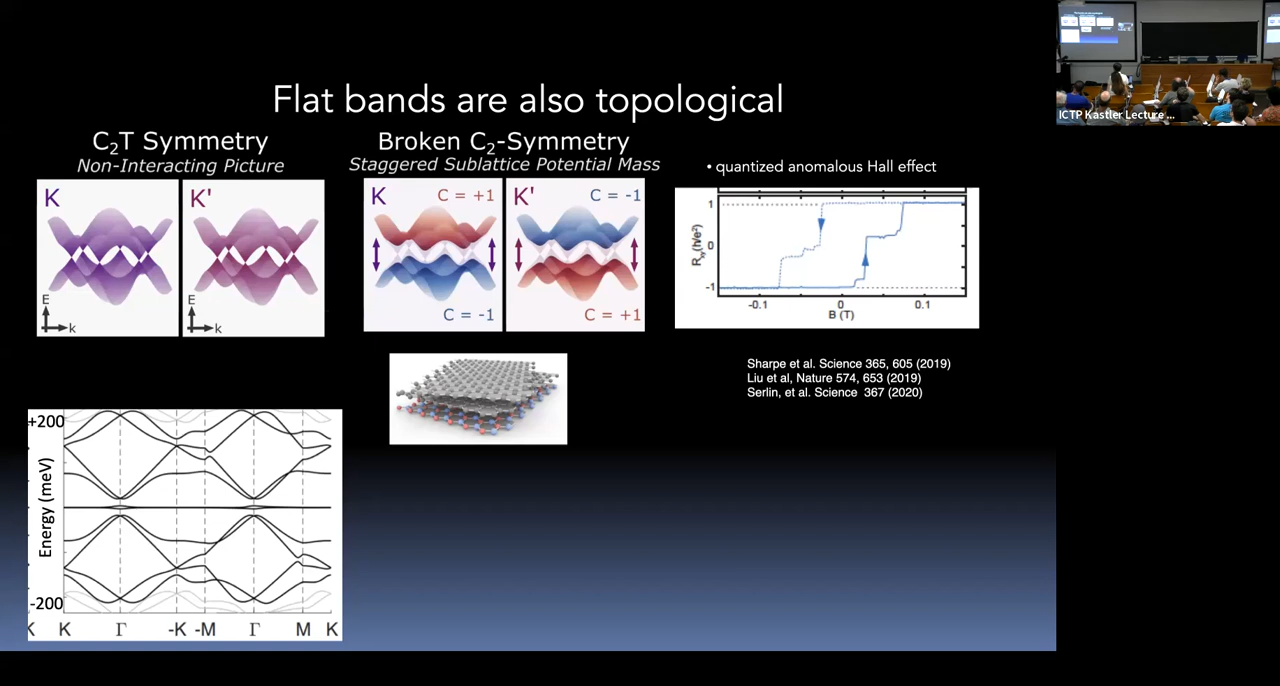 Flat bands are also topological
C₂T Symmetry
Non-Interacting Picture
K
K'
E
k
E
k
Broken C₂-Symmetry
Staggered Sublattice Potential Mass
K
C = +1
C = -1
K'
C = -1
C = +1
• quantized anomalous Hall effect
Rxy(h/e²)
1
0
-1
-0.1
0
0.1
B (T)
Sharpe et al. Science 365, 605 (2019)
Liu et al, Nature 574, 653 (2019)
Serlin, et al. Science 367 (2020)
+200
Energy (meV)
-200
K K Γ -K -M Γ M K
ICTP Kastler Lecture ...